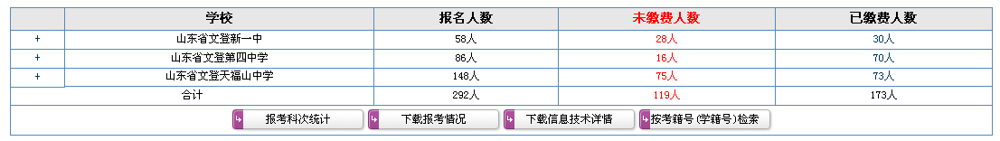 学校 报名人数 未缴费人数 已缴费人数
+ 山东省文登新一中 58人 28人 30人
+ 山东省文登第四中学 86人 16人 70人
+ 山东省文登天福山中学 148人 75人 73人
合计 292人 119人 173人
报考科次统计 下载报考情况 下载信息技术详情 按考籍号(学籍号)检索